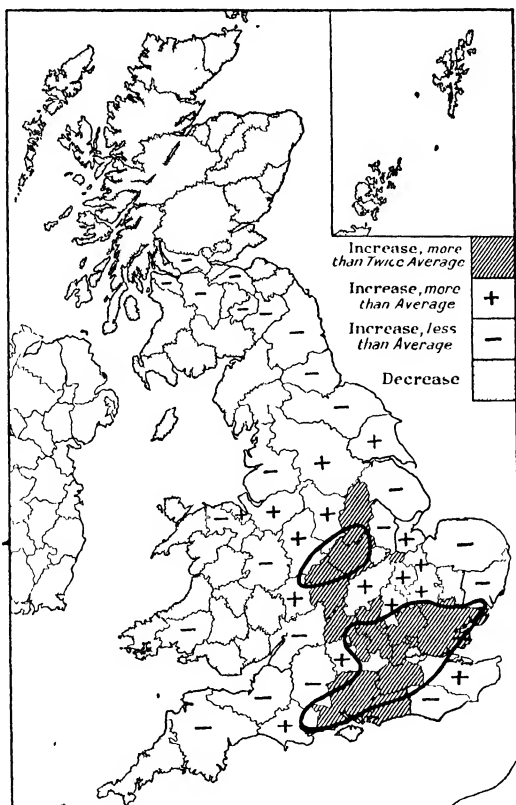 Increase, more
than Twice Average
Increase, more
than Average
Increase, less
than Average
Decrease